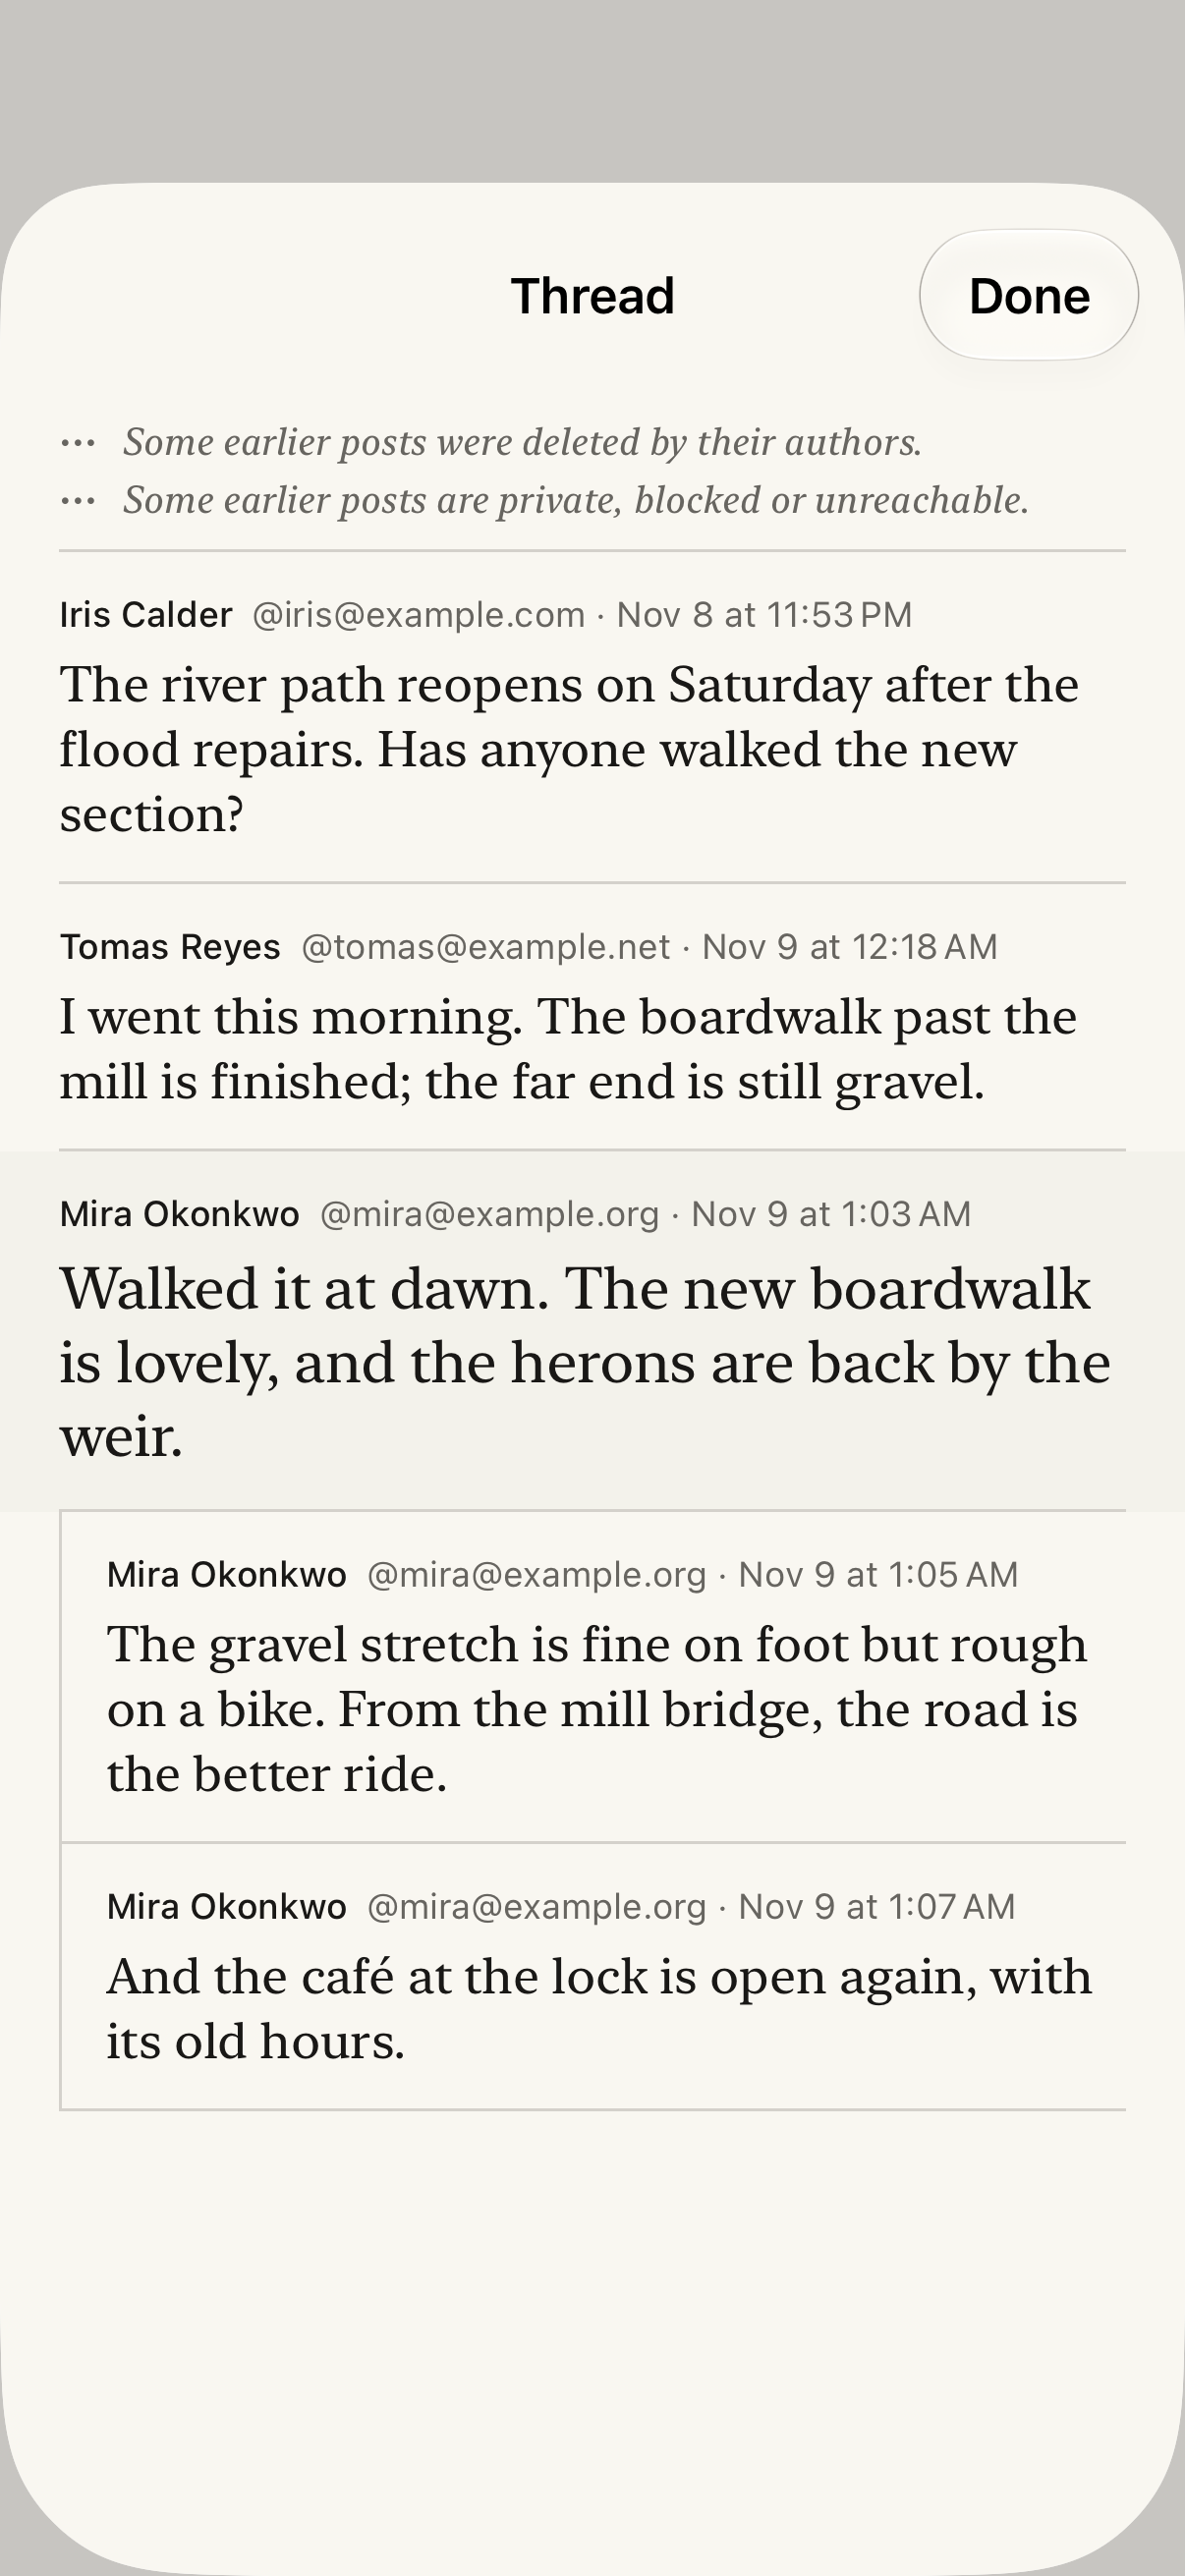 Thread
Done
··· Some earlier posts were deleted by their authors.
··· Some earlier posts are private, blocked or unreachable.
Iris Calder @iris@example.com · Nov 8 at 11:53 PM
The river path reopens on Saturday after the
flood repairs. Has anyone walked the new
section?
Tomas Reyes @tomas@example.net · Nov 9 at 12:18 AM
I went this morning. The boardwalk past the
mill is finished; the far end is still gravel.
Mira Okonkwo @mira@example.org · Nov 9 at 1:03 AM
Walked it at dawn. The new boardwalk
is lovely, and the herons are back by the
weir.
Mira Okonkwo @mira@example.org · Nov 9 at 1:05 AM
The gravel stretch is fine on foot but rough
on a bike. From the mill bridge, the road is
the better ride.
Mira Okonkwo @mira@example.org · Nov 9 at 1:07 AM
And the café at the lock is open again, with
its old hours.